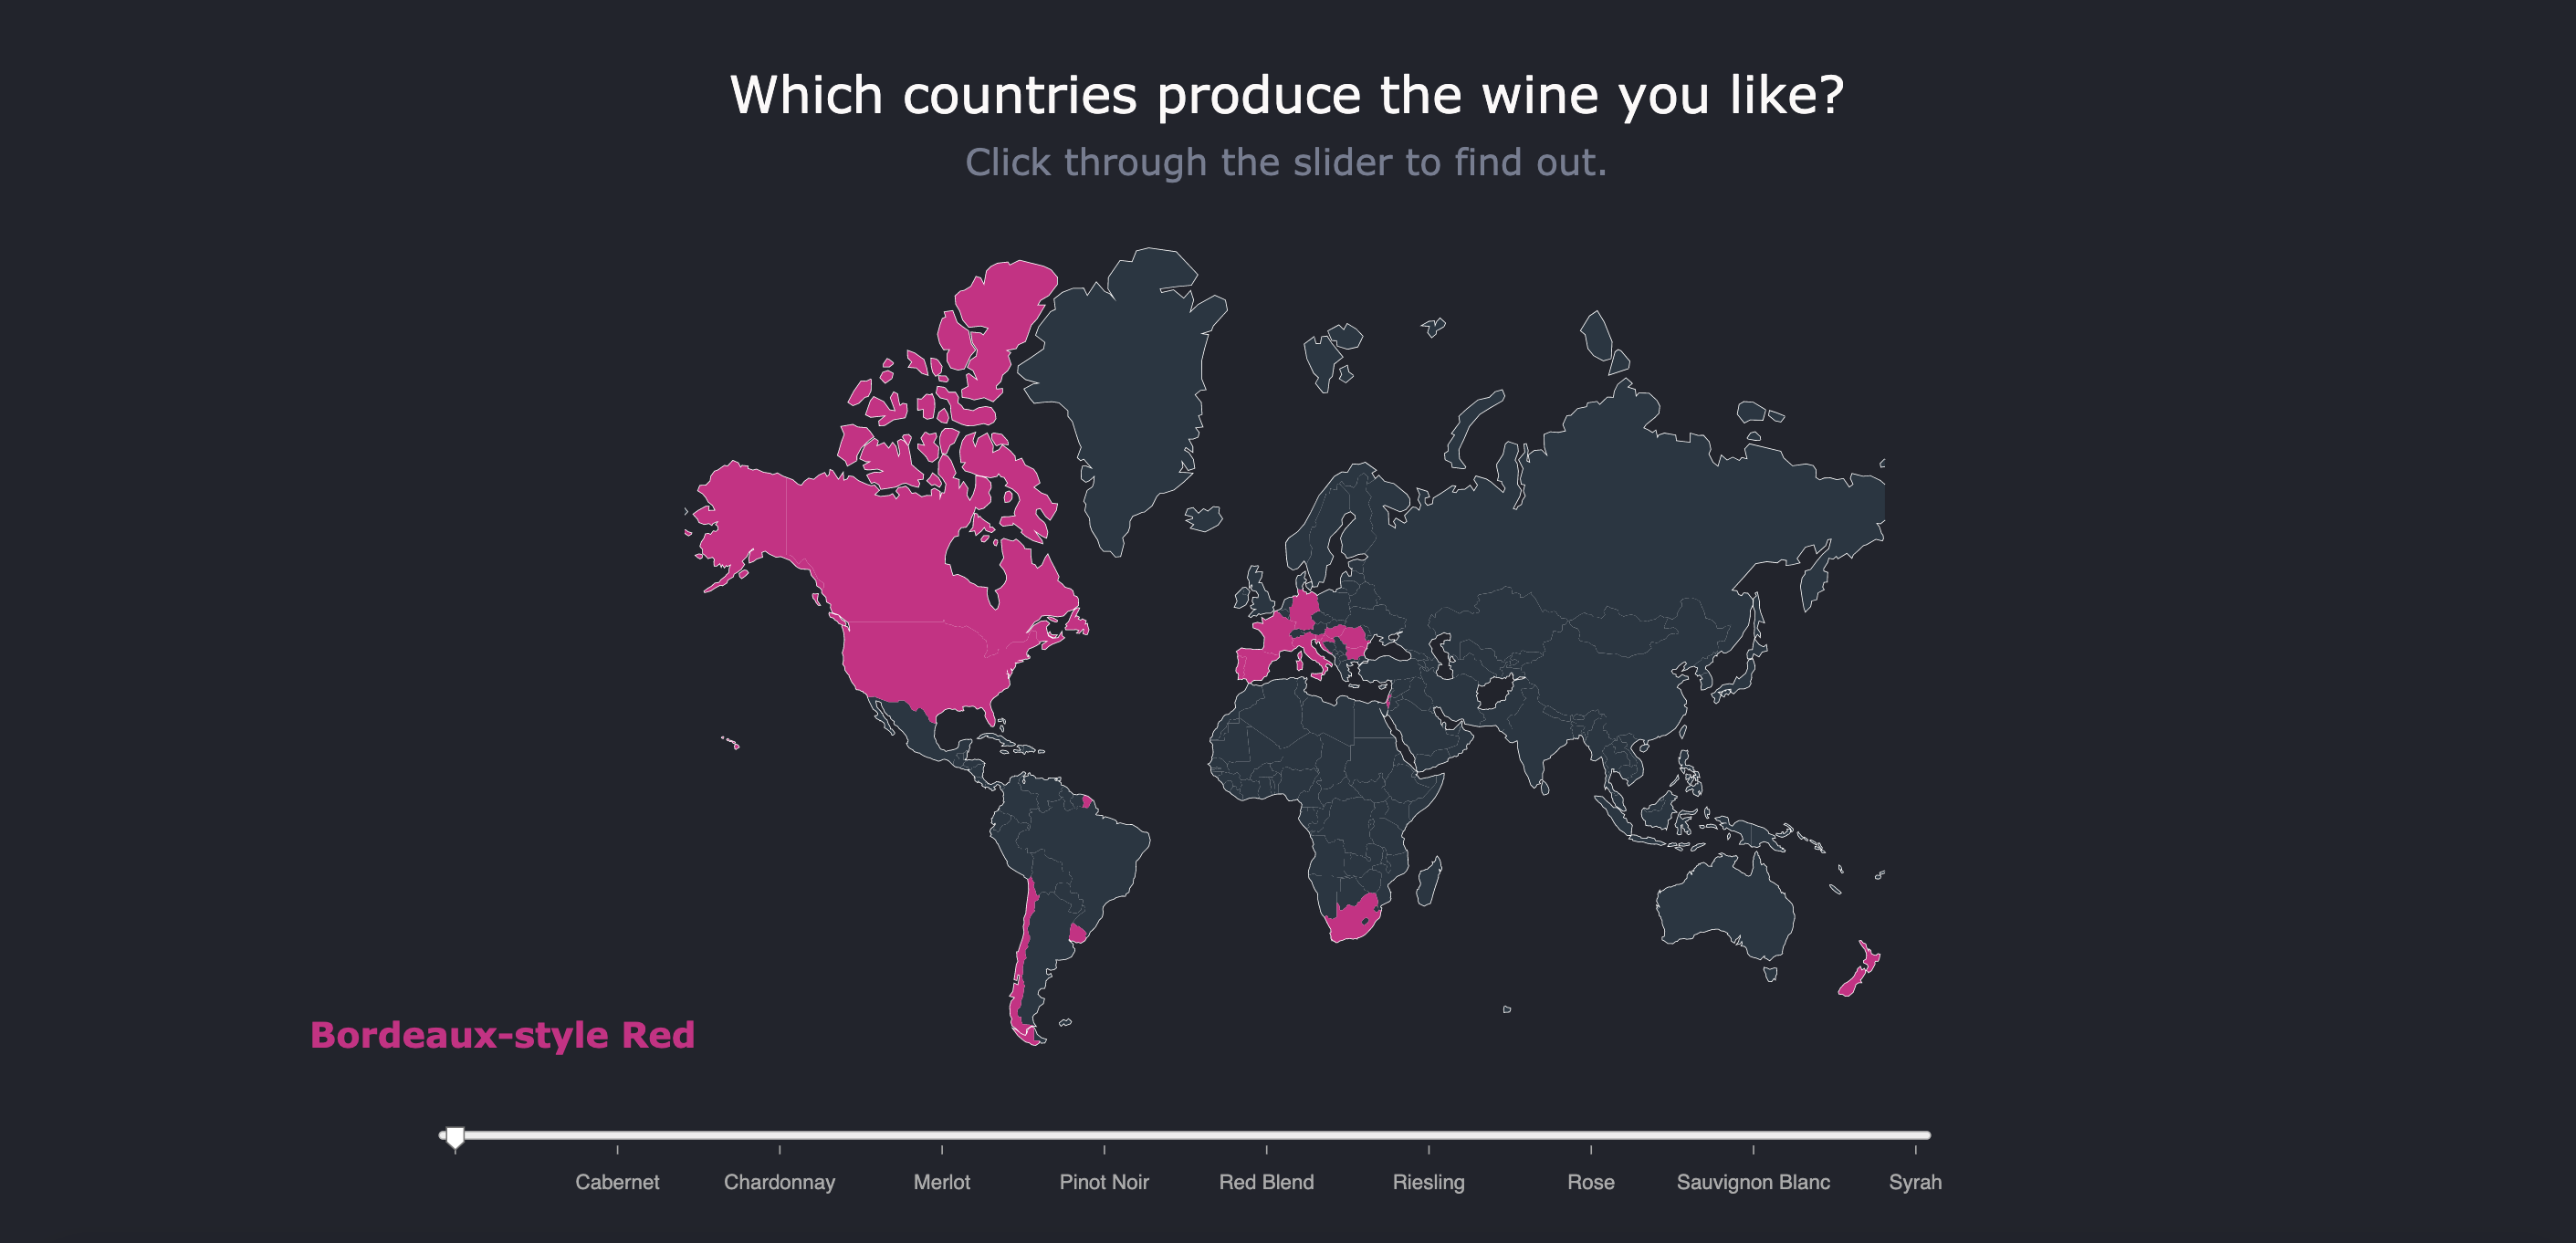 Which countries produce the wine you like?
Click through the slider to find out.
Bordeaux-style Red
Cabernet Chardonnay Merlot Pinot Noir Red Blend Riesling Rose Sauvignon Blanc Syrah